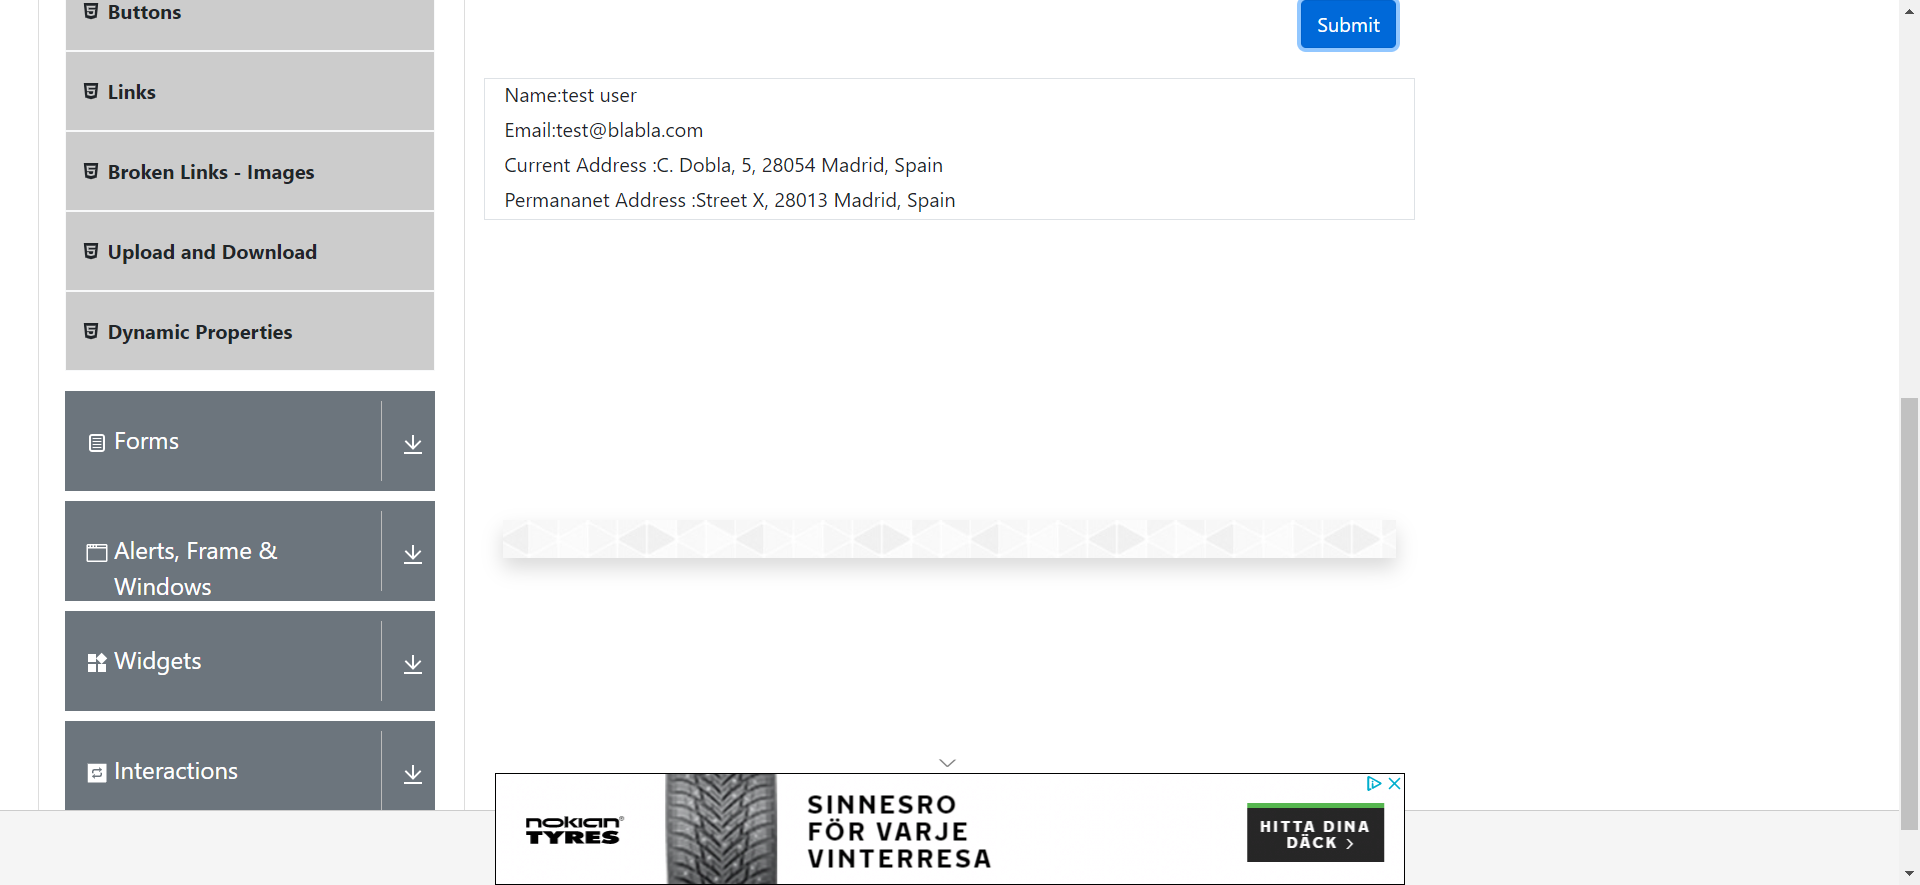 Buttons
Links
Broken Links - Images
Upload and Download
Dynamic Properties
Forms
Alerts, Frame &
Windows
Widgets
Interactions
Submit
Name:test user
Email:test@blabla.com
Current Address :C. Dobla, 5, 28054 Madrid, Spain
Permananet Address :Street X, 28013 Madrid, Spain
nokian®
TYRES
SINNESRO
FÖR VARJE
VINTERRESA
HITTA DINA
DÄCK >